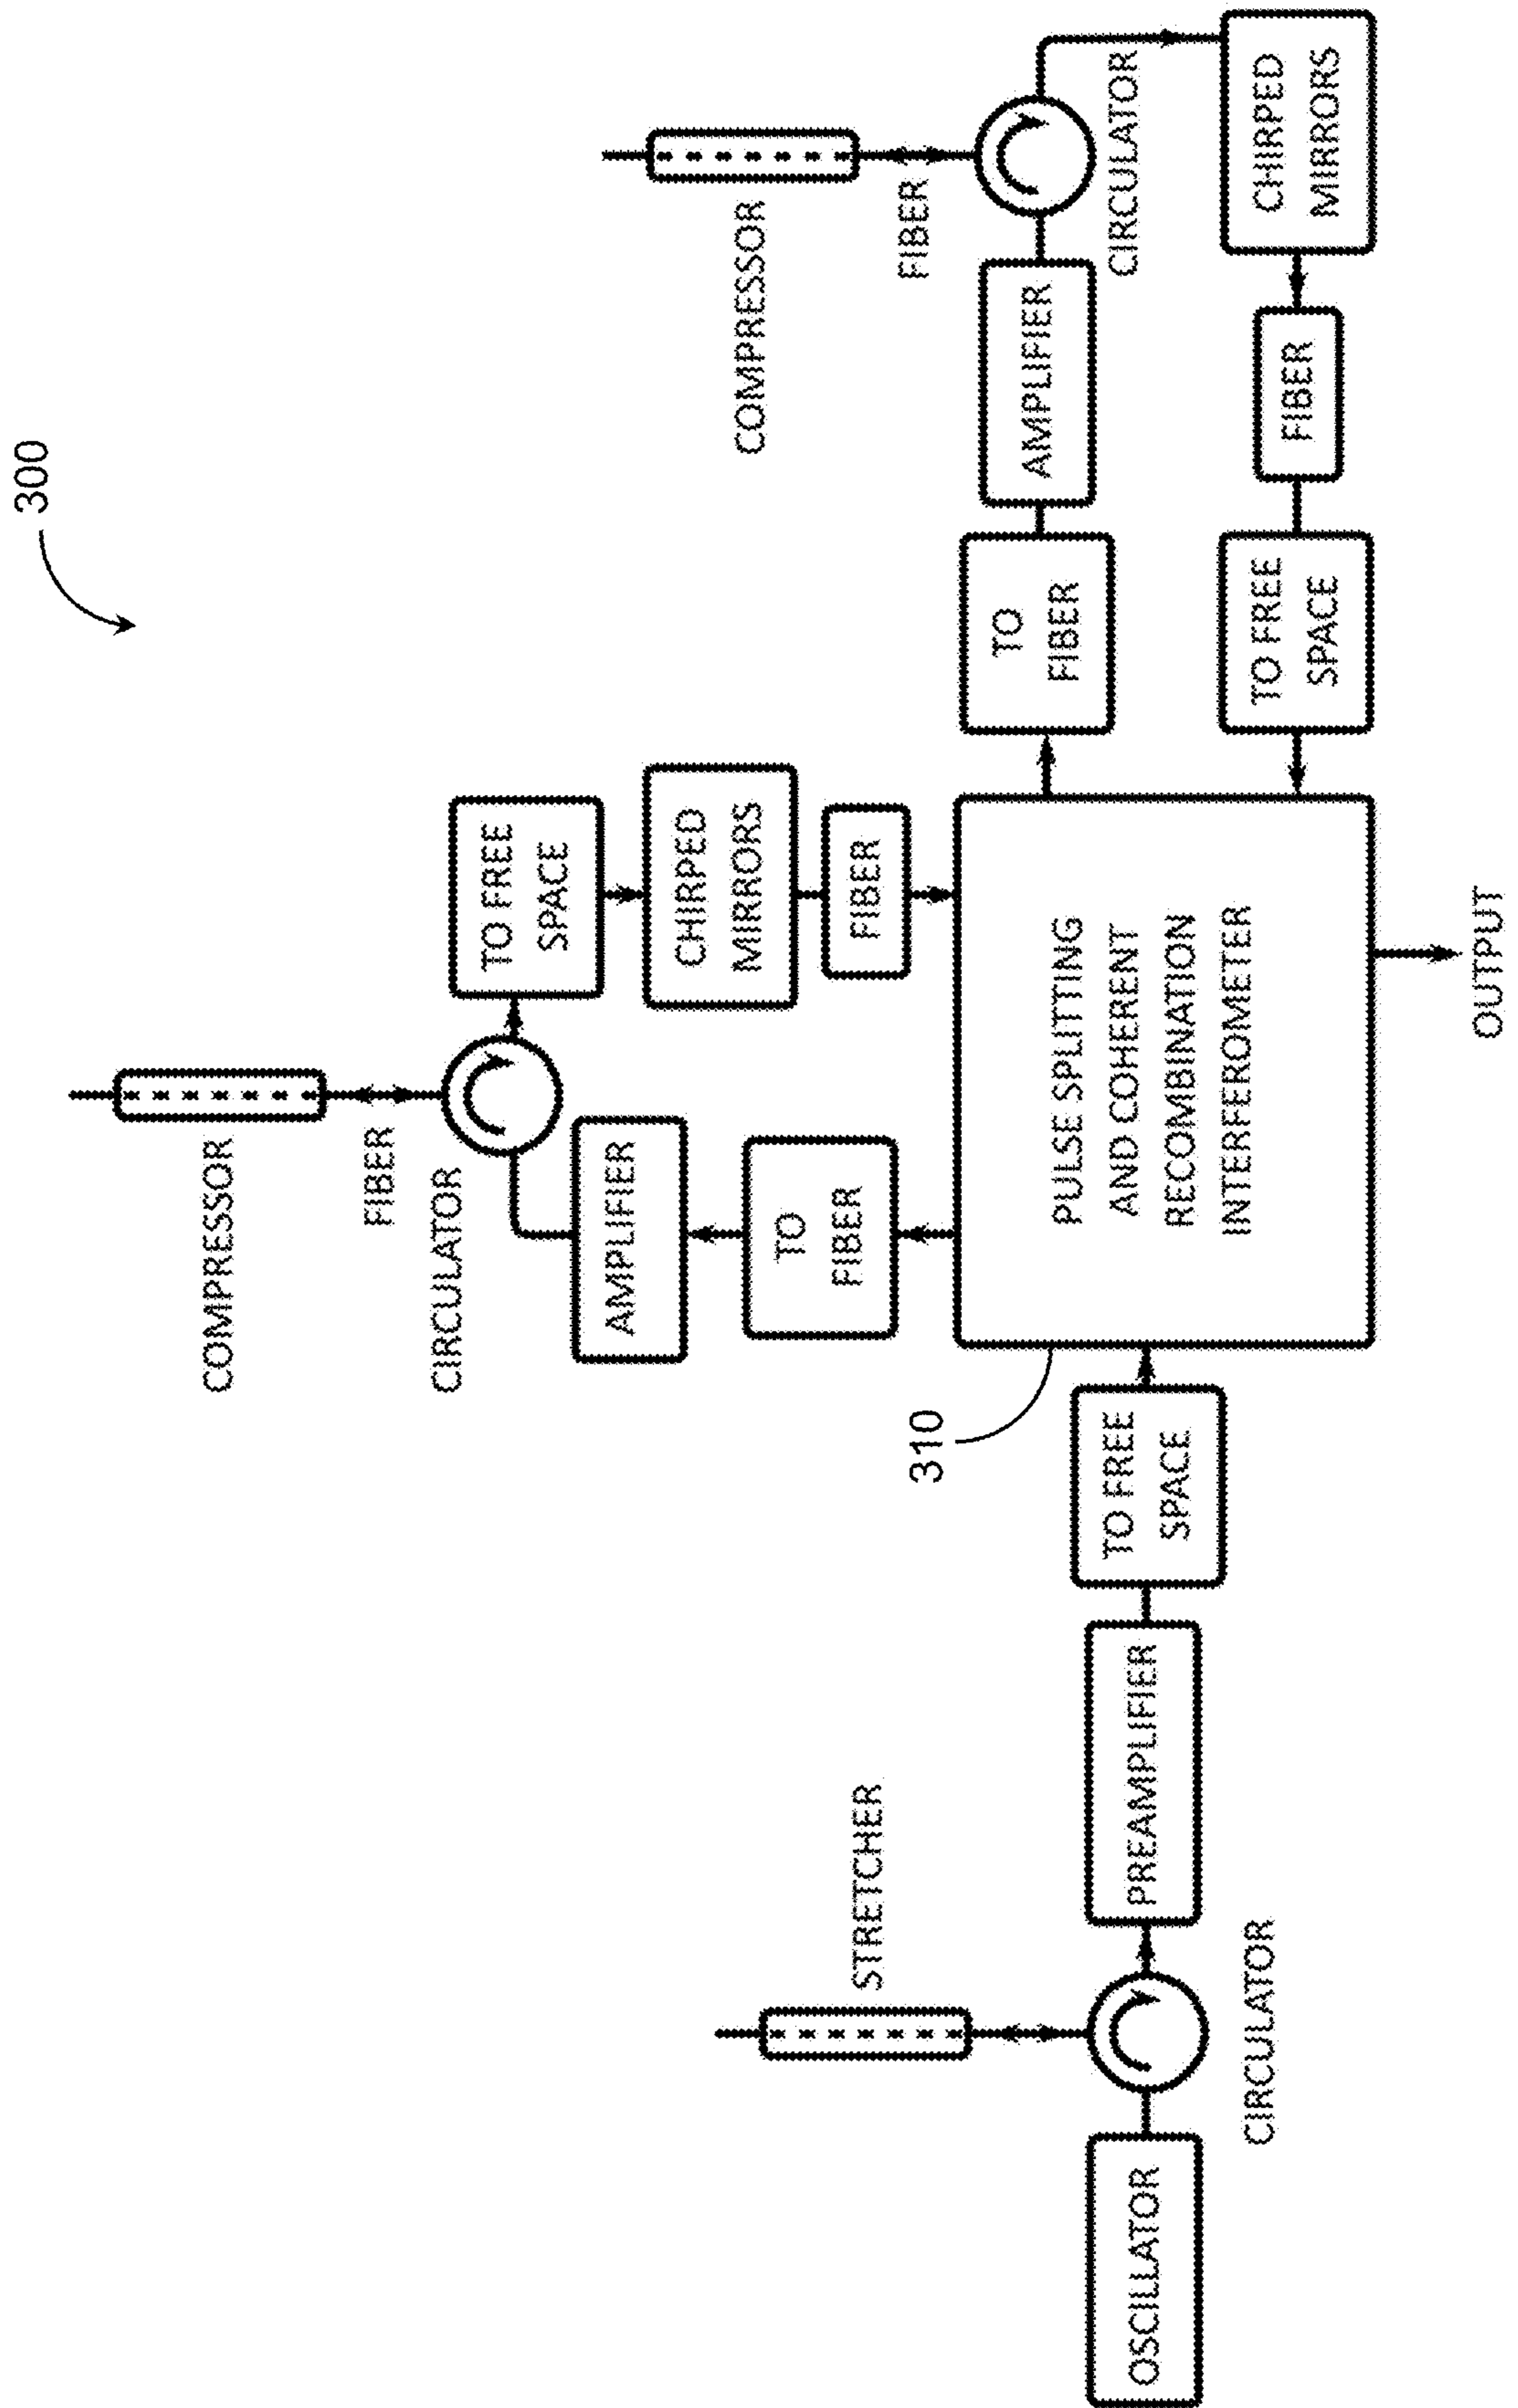 300
COMPRESSOR
FIBER
CIRCULATOR
TO FREE
SPACE
AMPLIFIER
CHIRPED
MIRRORS
TO
FIBER
FIBER
COMPRESSOR
FIBER
CIRCULATOR
STRETCHER
310
PULSE SPLITTING
AND COHERENT
RECOMBINATION
INTERFEROMETER
TO
FIBER
AMPLIFIER
OSCILLATOR
CIRCULATOR
PREAMPLIFIER
TO FREE
SPACE
TO FREE
SPACE
FIBER
CHIRPED
MIRRORS
OUTPUT